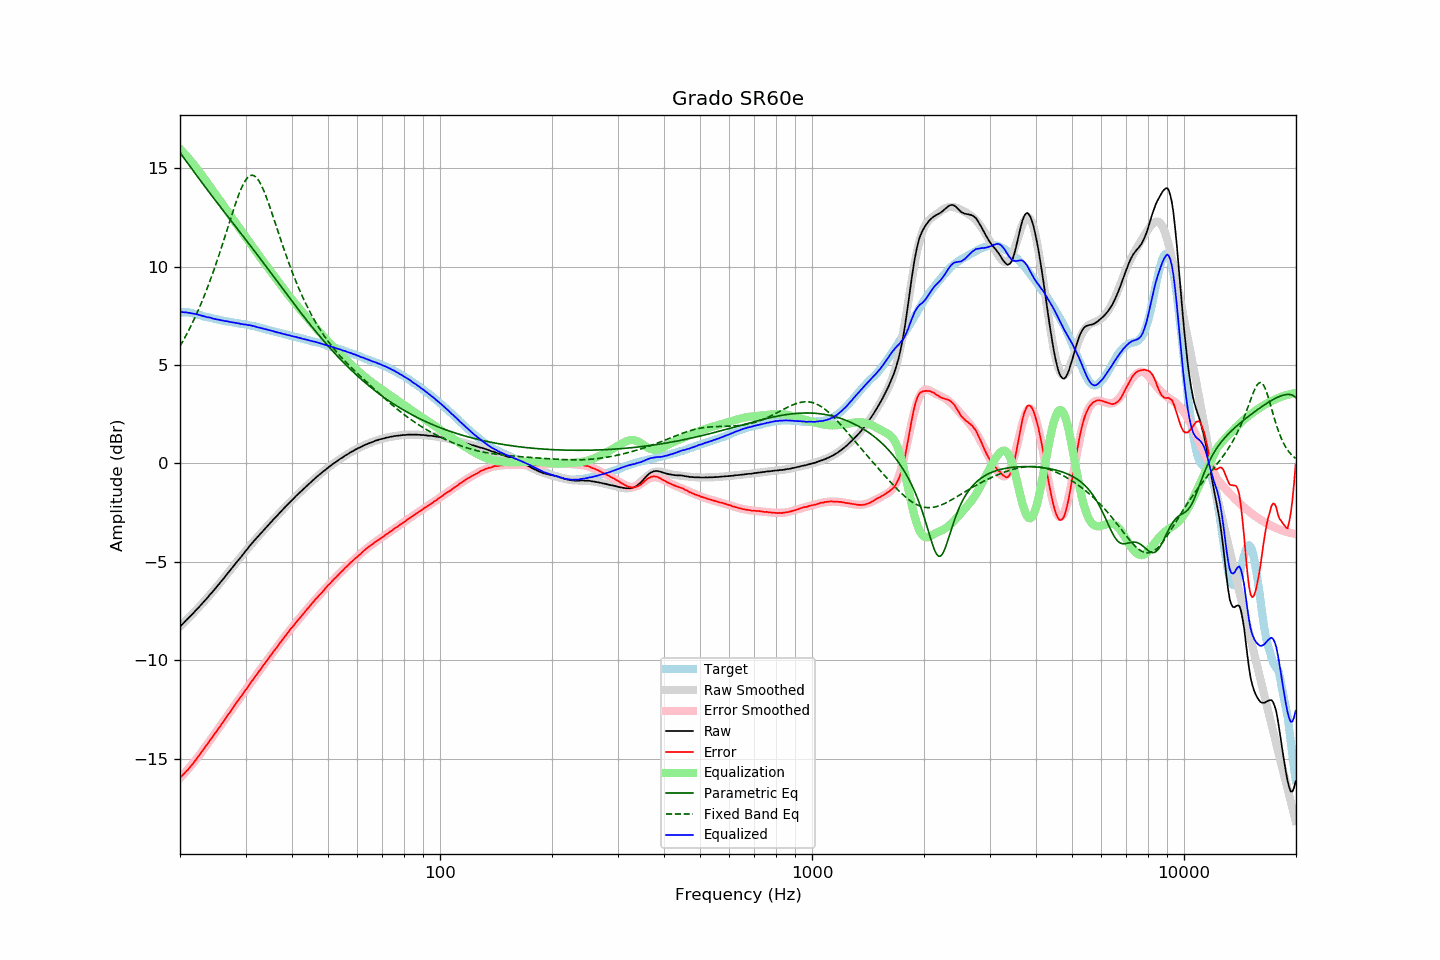 Grado SR60e
Amplitude (dBr)
15
10
5
0
−5
−10
−15
Target
Raw Smoothed
Error Smoothed
Raw
Error
Equalization
Parametric Eq
Fixed Band Eq
Equalized
100
1000
10000
Frequency (Hz)